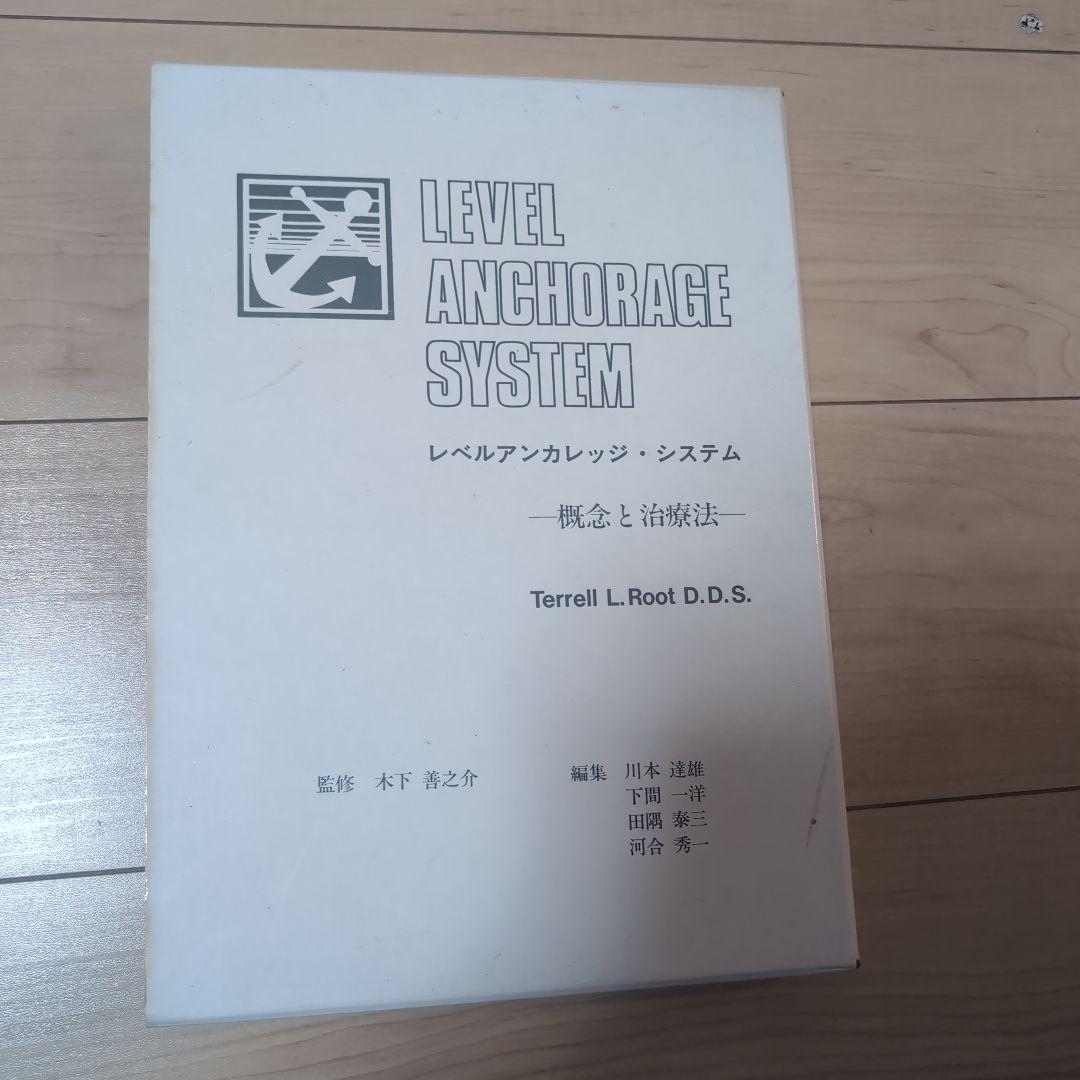 LEVEL
ANCHORAGE
SYSTEM
レベルアンカレッジ・システム
—概念と治療法—
Terrell L. Root D.D.S.
監修 木下 善之介
編集 川本 達雄
下間 一洋
田隅 泰三
河合 秀一